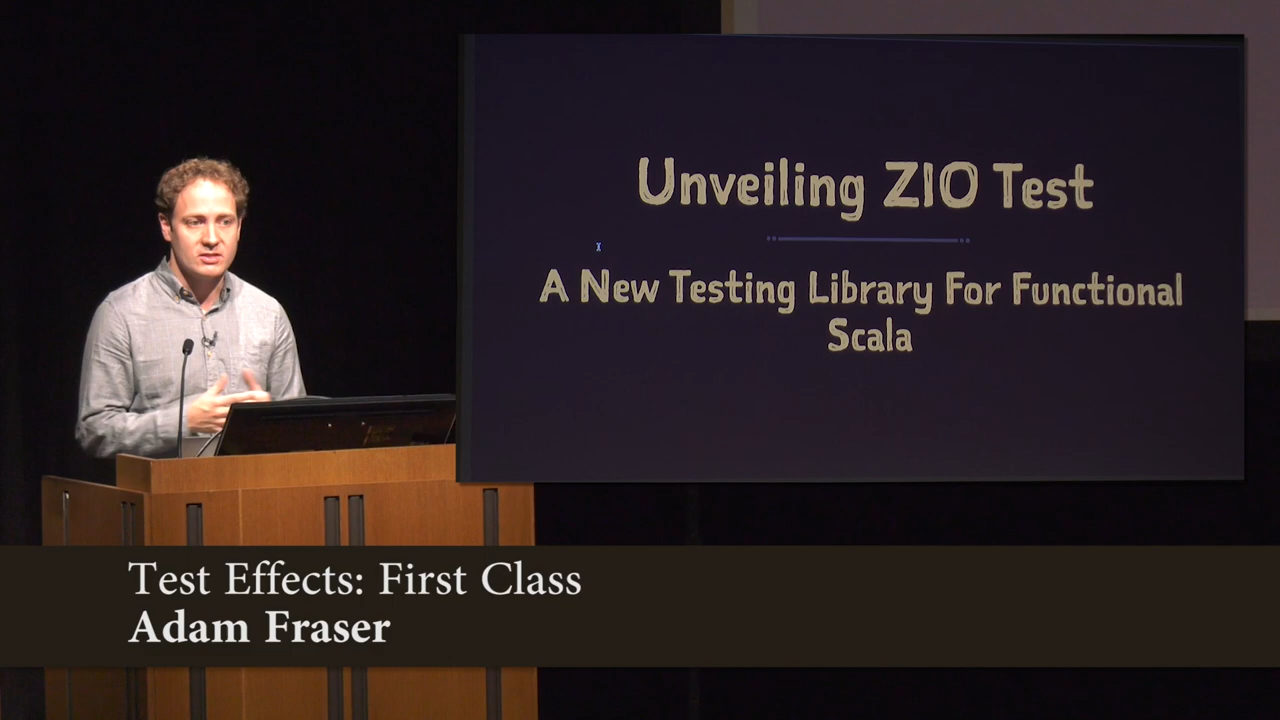 Unveiling ZIO Test
A New Testing Library For Functional
Scala
Test Effects: First Class
Adam Fraser